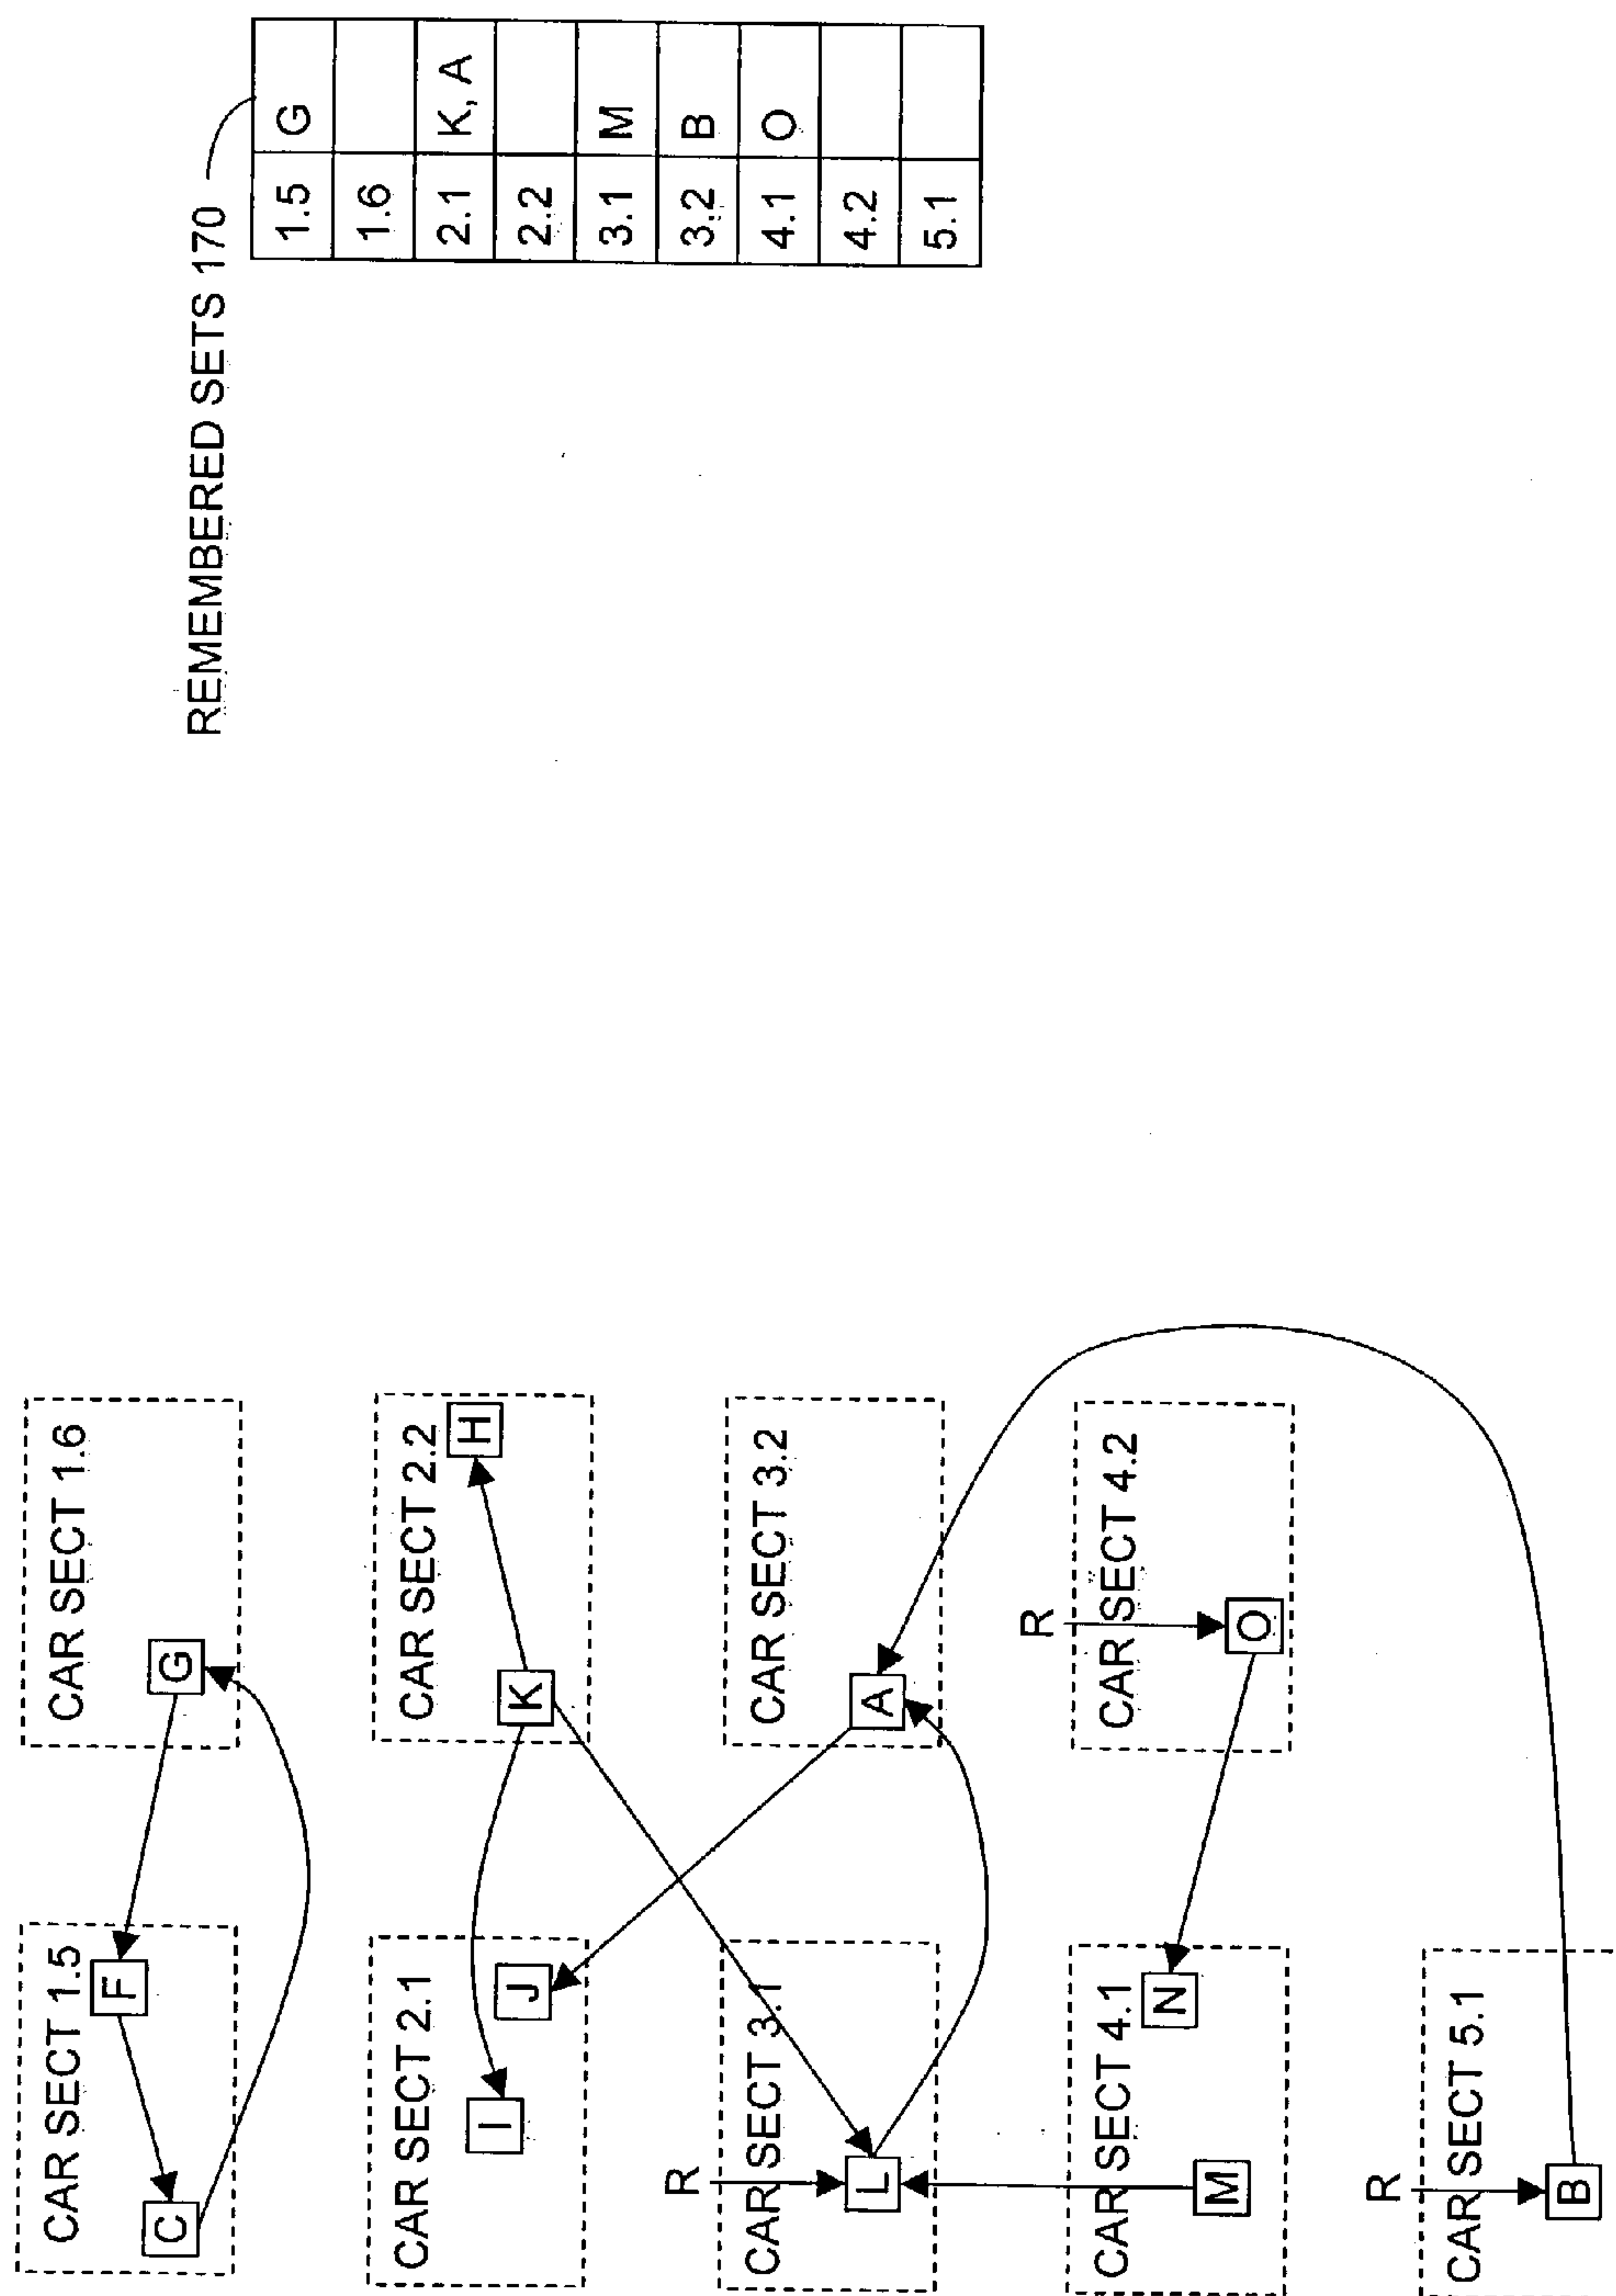 REMEMBERED SETS 170
1.5 G
1.6
2.1 K, A
2.2
3.1 M
3.2 B
4.1 O
4.2
5.1
CAR SECT 1.5
F
C
CAR SECT 1.6
G
CAR SECT 2.1
I
J
CAR SECT 2.2
K
H
R
CAR SECT 3.1
L
CAR SECT 3.2
A
CAR SECT 4.1
M
N
R
CAR SECT 4.2
O
R
CAR SECT 5.1
B